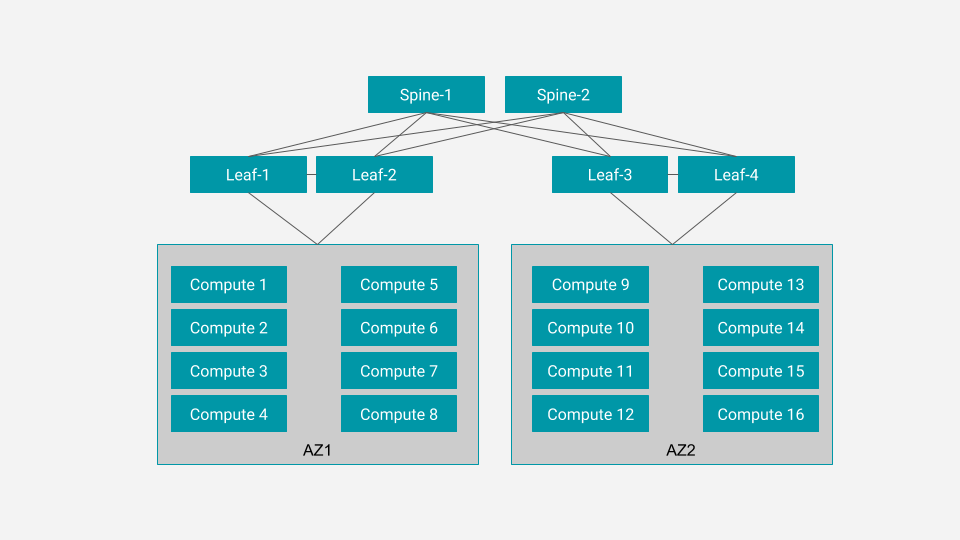 Spine-1
Spine-2
Leaf-1
Leaf-2
Leaf-3
Leaf-4
Compute 1
Compute 2
Compute 3
Compute 4
Compute 5
Compute 6
Compute 7
Compute 8
AZ1
Compute 9
Compute 10
Compute 11
Compute 12
Compute 13
Compute 14
Compute 15
Compute 16
AZ2